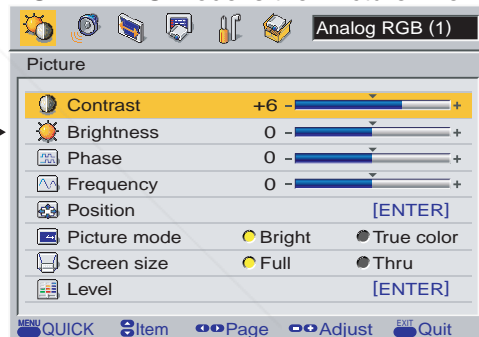 Analog RGB (1)
Picture
Contrast +6 - +
Brightness 0 - +
Phase 0 - +
Frequency 0 - +
Position [ENTER]
Picture mode Bright True color
Screen size Full Thru
Level [ENTER]
MENU QUICK Item Page Adjust EXIT Quit